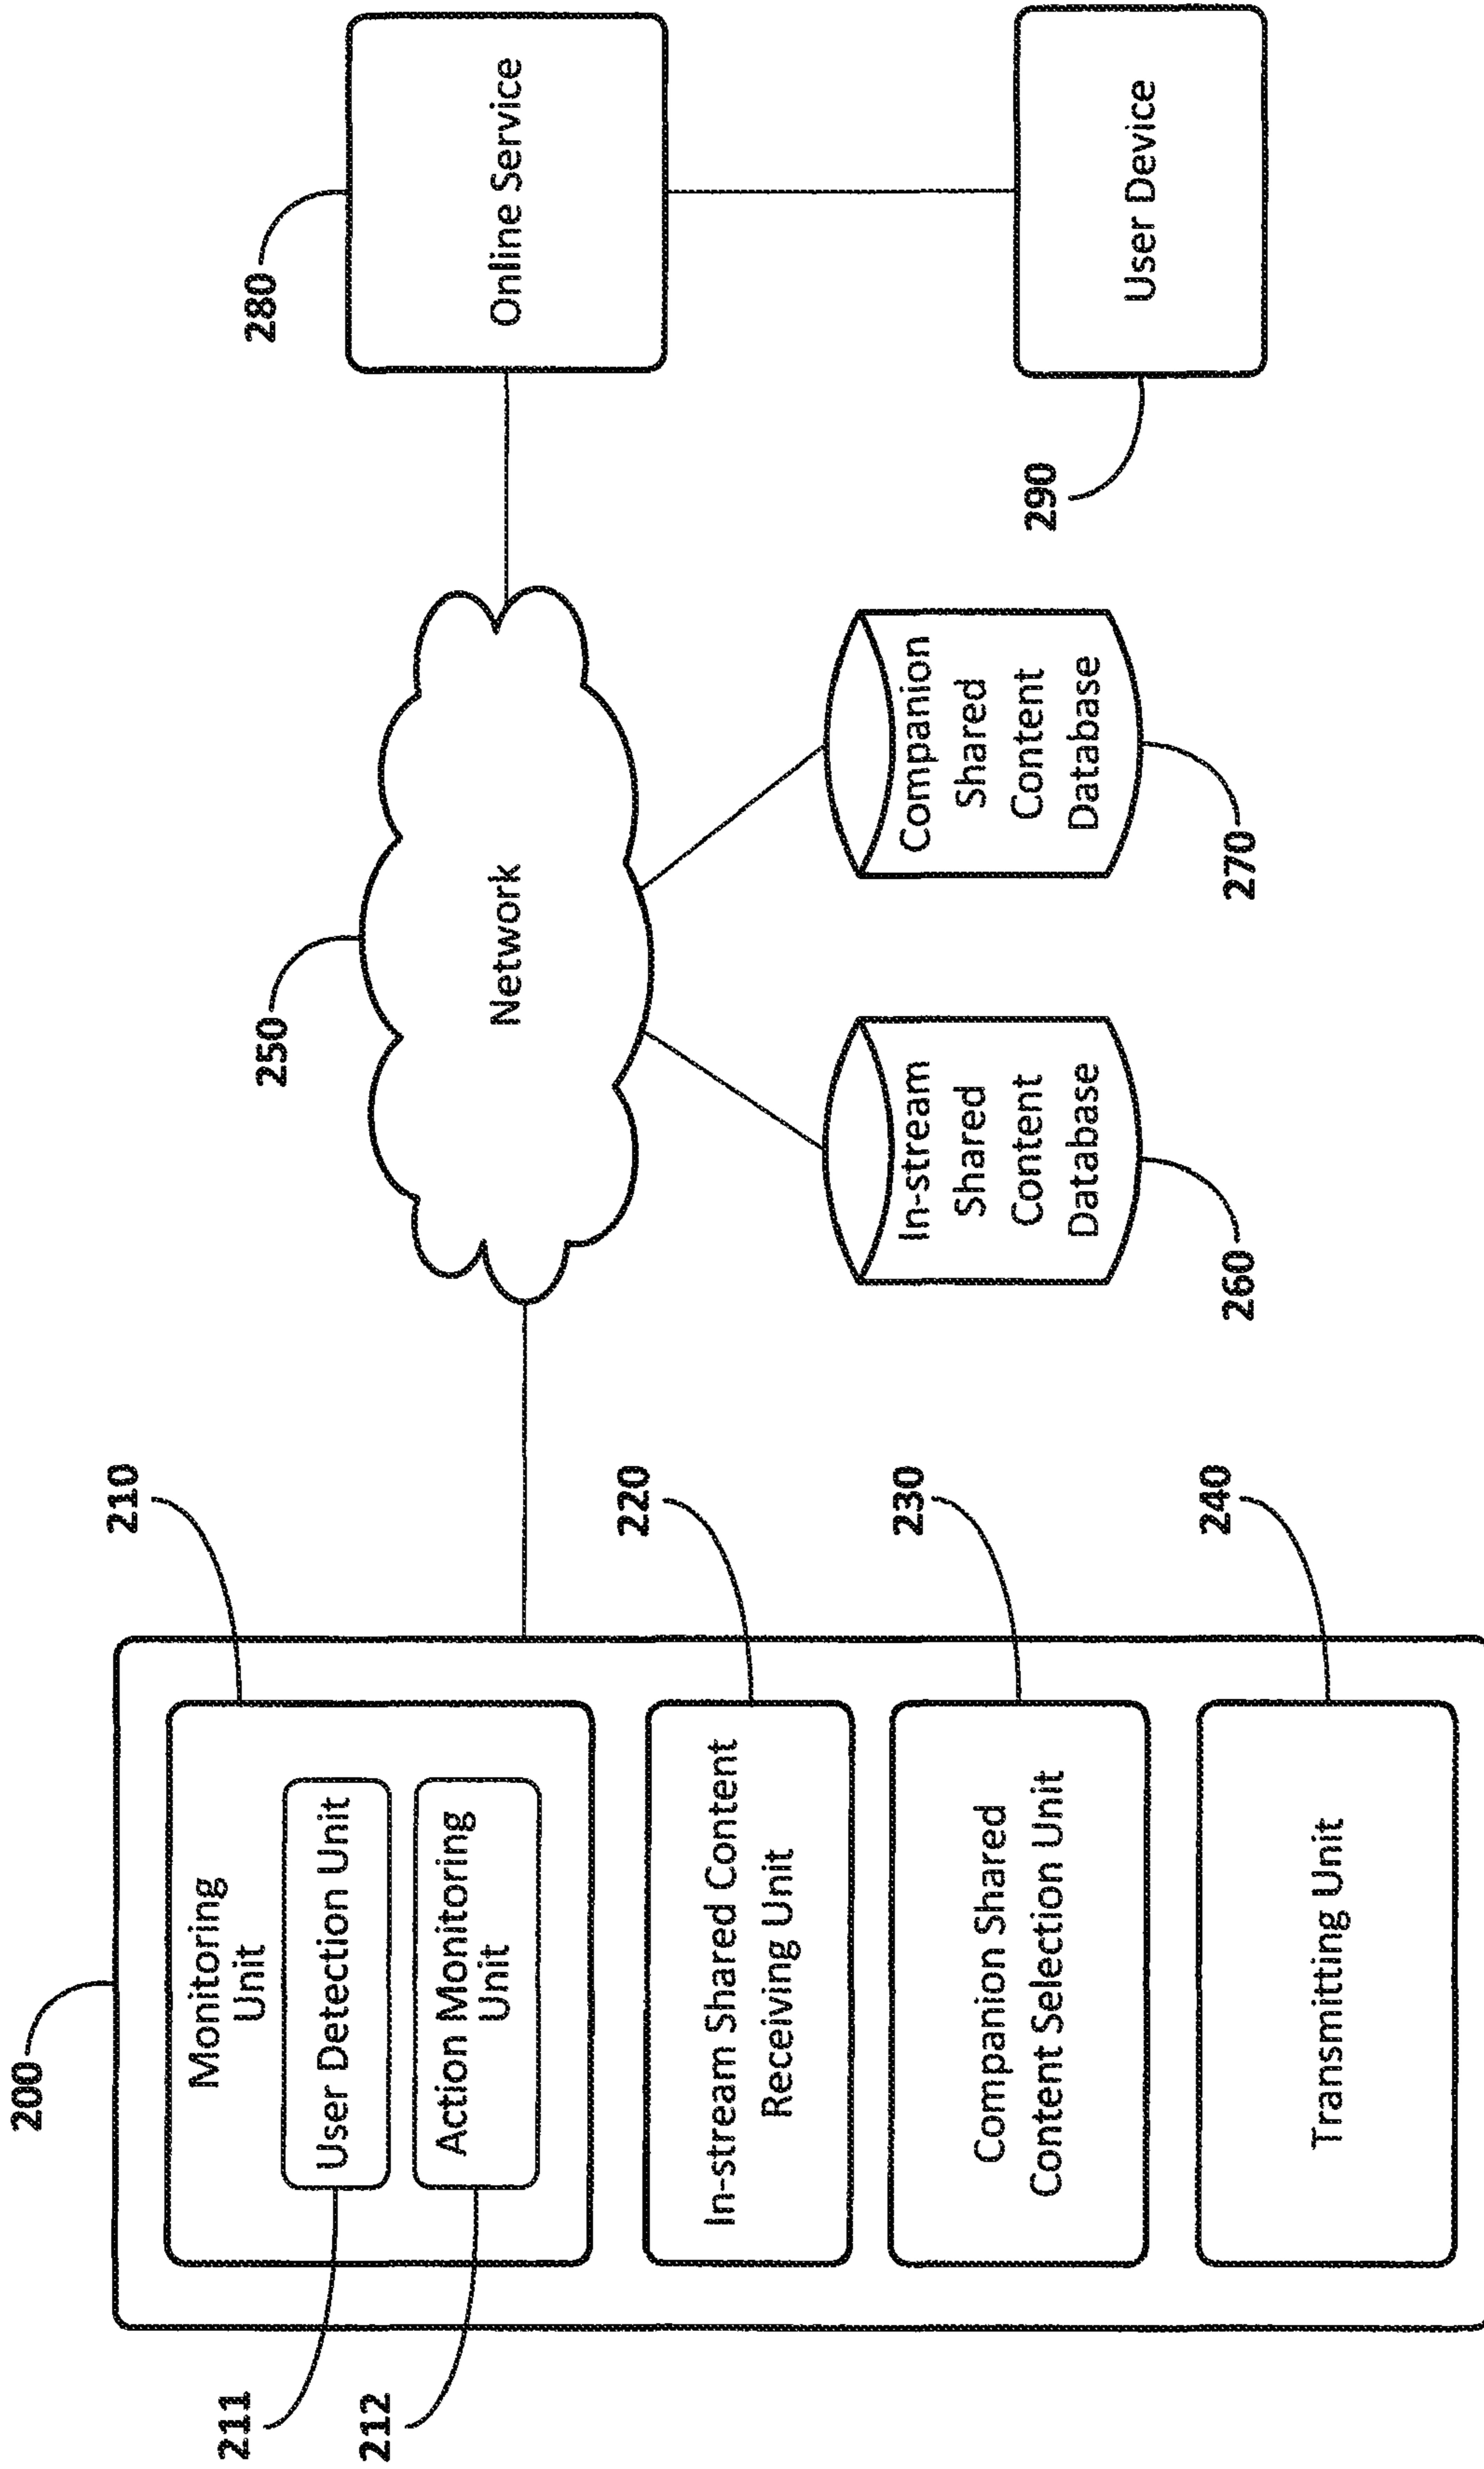 200
210
Monitoring
Unit
211
User Detection Unit
212
Action Monitoring
Unit
220
In-stream Shared Content
Receiving Unit
230
Companion Shared
Content Selection Unit
240
Transmitting Unit
250
Network
260
In-stream
Shared
Content
Database
270
Companion
Shared
Content
Database
280
Online Service
290
User Device